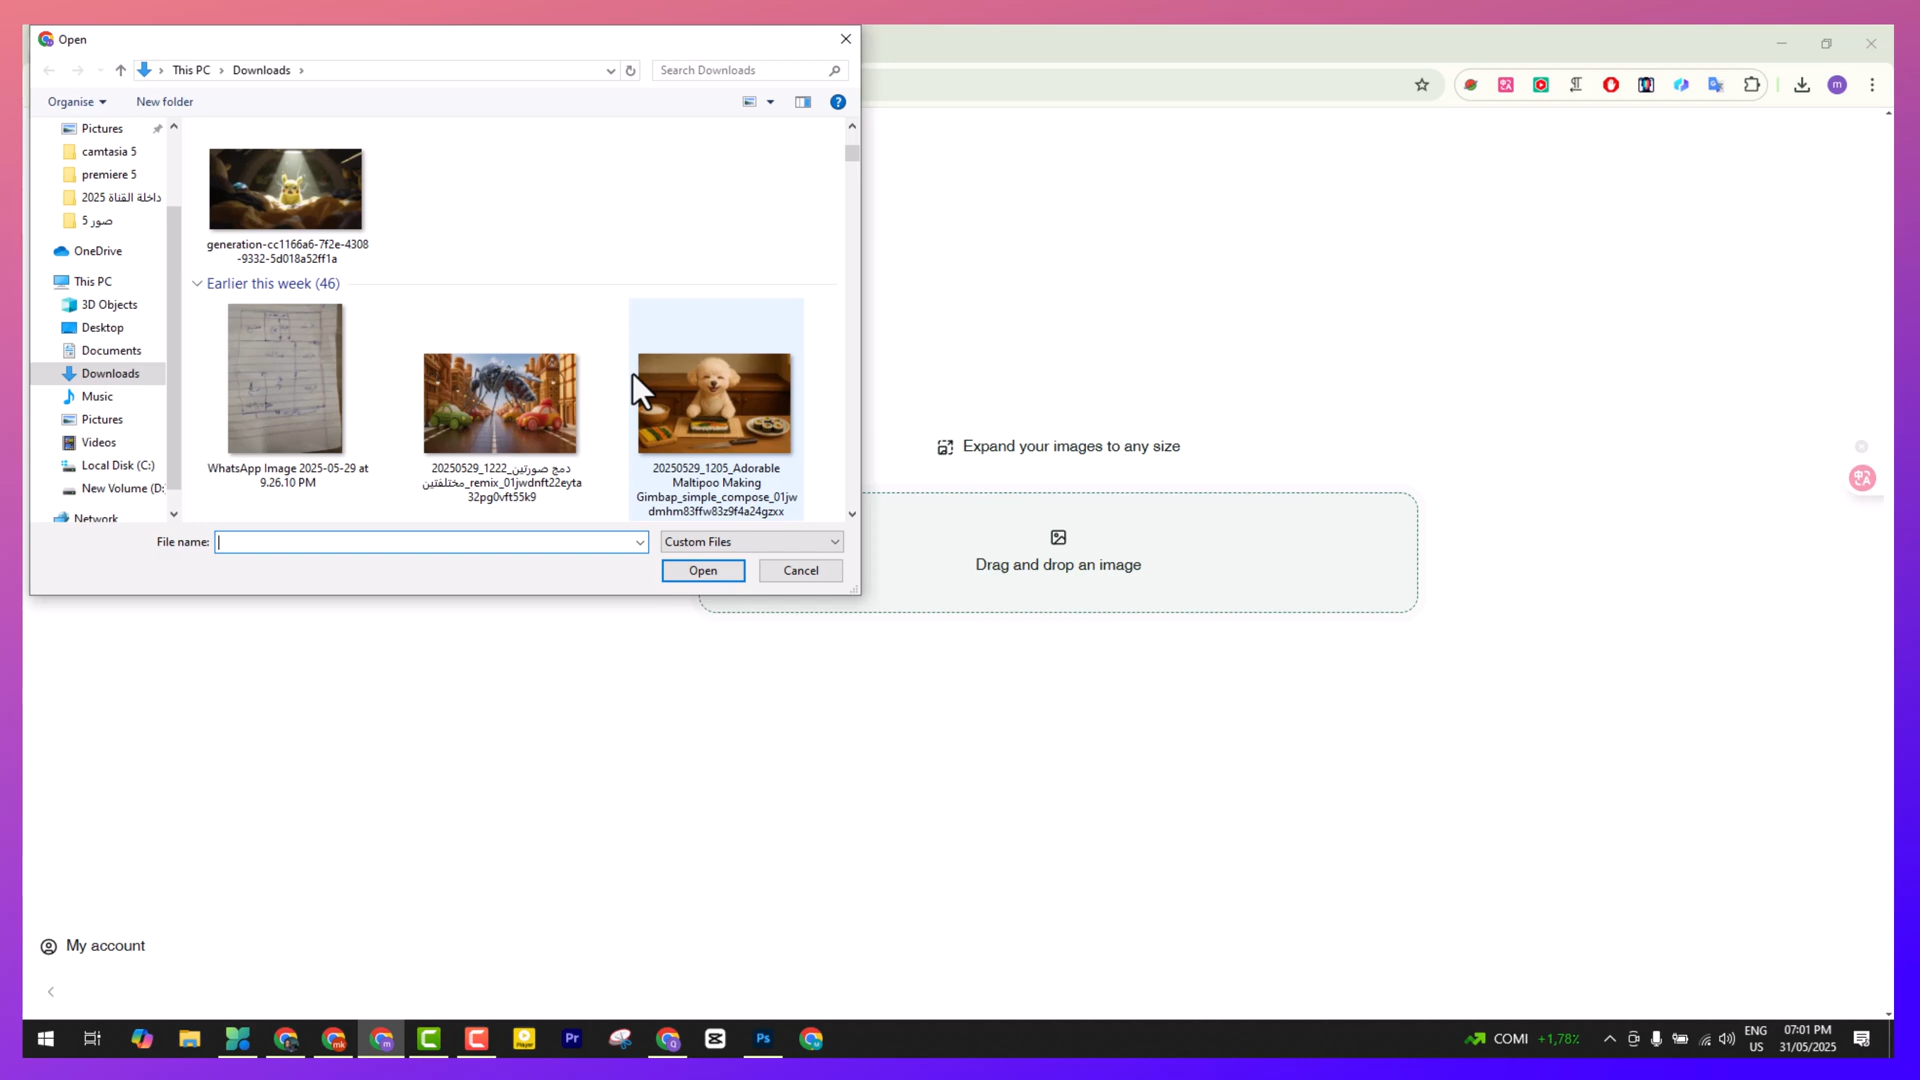 Open
This PC
Downloads
Search Downloads
Organise
New folder
Pictures
camtasia 5
premiere 5
داخلة القناة 2025
صور 5
OneDrive
This PC
3D Objects
Desktop
Documents
Downloads
Music
Pictures
Videos
Local Disk (C:)
New Volume (D:
Network
generation-cc1166a6-7f2e-4308
-9332-5d018a52ff1a
Earlier this week (46)
WhatsApp Image 2025-05-29 at
9.26.10 PM
20250529_1222_دمج صورتين
مختلفتين_remix_01jwdnft22eyta
32pg0vft55k9
20250529_1205_Adorable
Maltipoo Making
Gimbap_simple_compose_01jw
dmhm83ffw83z9f4a24gzxx
File name:
Custom Files
Open
Cancel
Expand your images to any size
Drag and drop an image
My account
COMI +1,78%
ENG
US
07:01 PM
31/05/2025